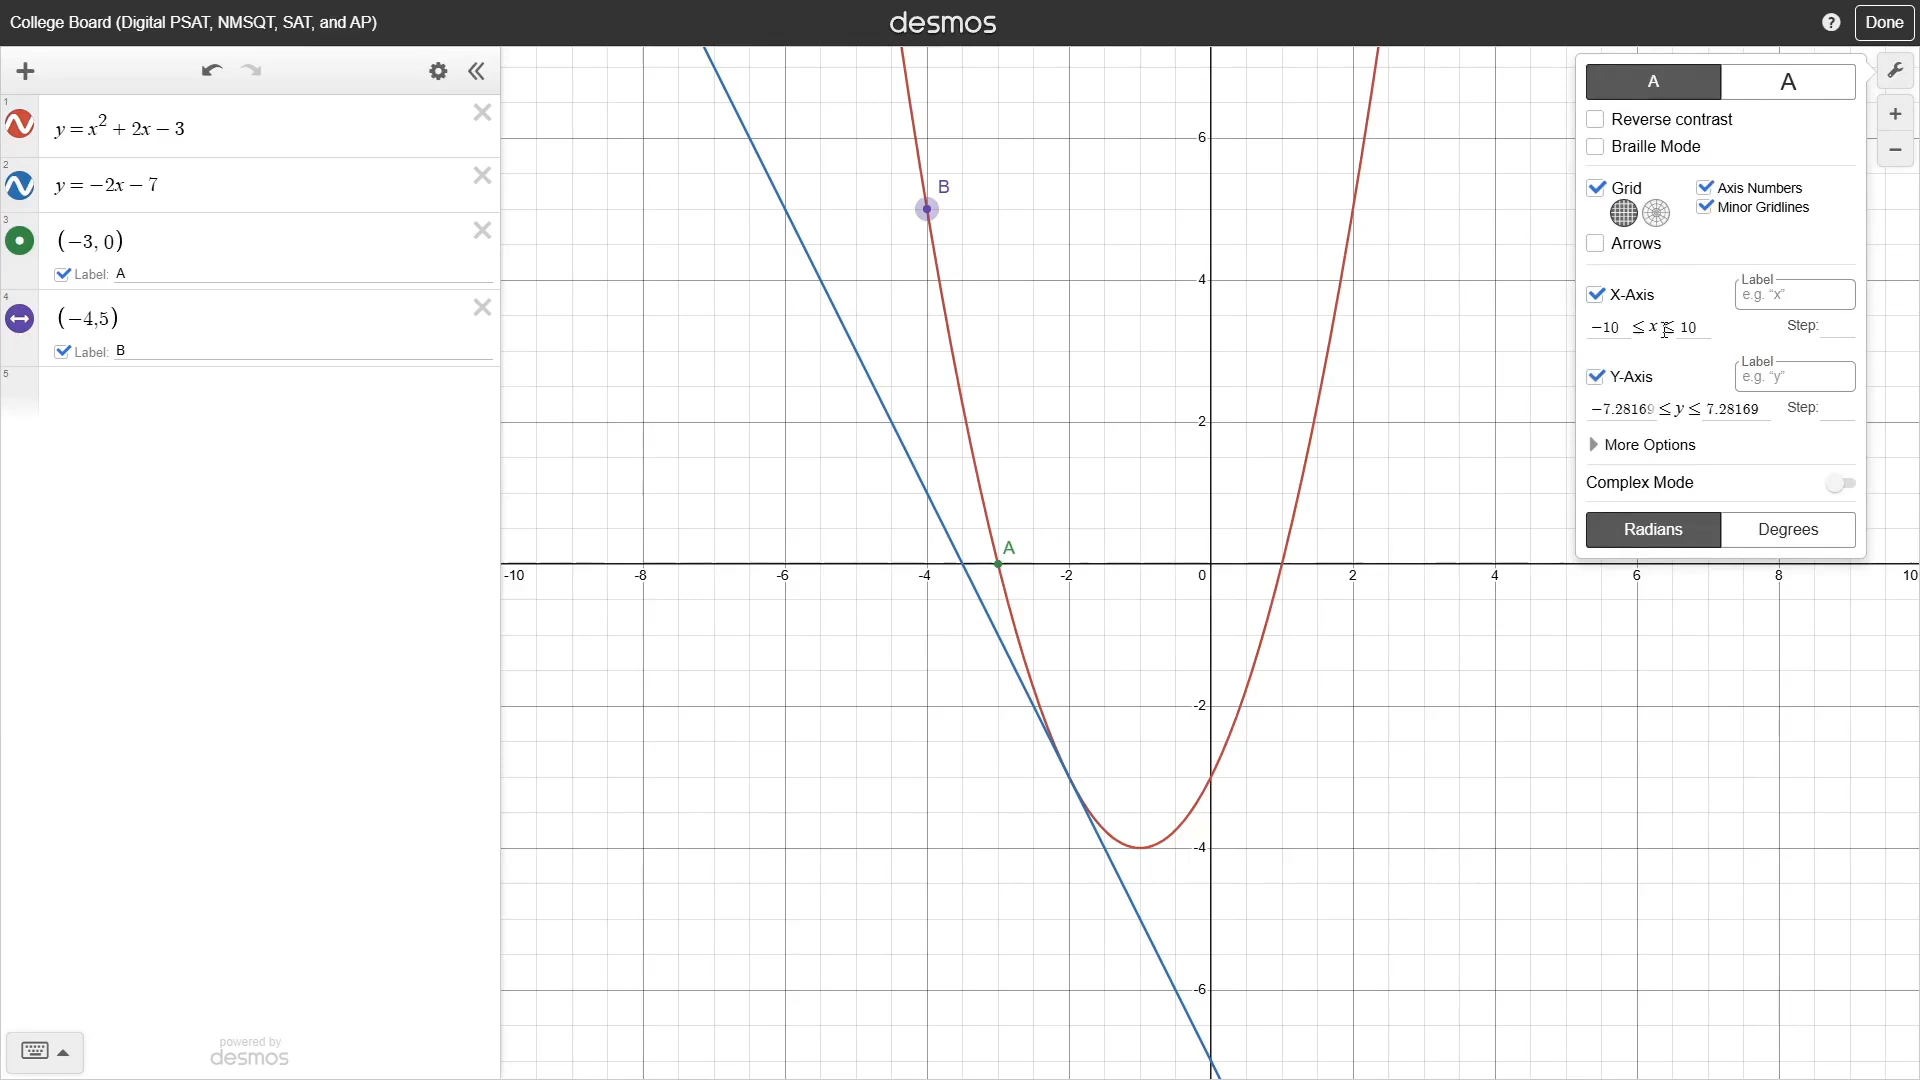 College Board (Digital PSAT, NMSQT, SAT, and AP)
desmos
?
Done
1
y = x² + 2x − 3
2
y = −2x − 7
3
(−3, 0)
Label: A
4
(−4,5)
Label: B
5
powered by
desmos
B
A
6
4
2
-10 -8 -6 -4 -2 0 2 4 6 8 10
-2
-4
-6
A A
Reverse contrast
Braille Mode
Grid
Axis Numbers
Minor Gridlines
Arrows
X-Axis
Label
e.g. “x”
−10 ≤ x ≤ 10
Step:
Y-Axis
Label
e.g. “y”
−7.28169 ≤ y ≤ 7.28169
Step:
More Options
Complex Mode
Radians
Degrees